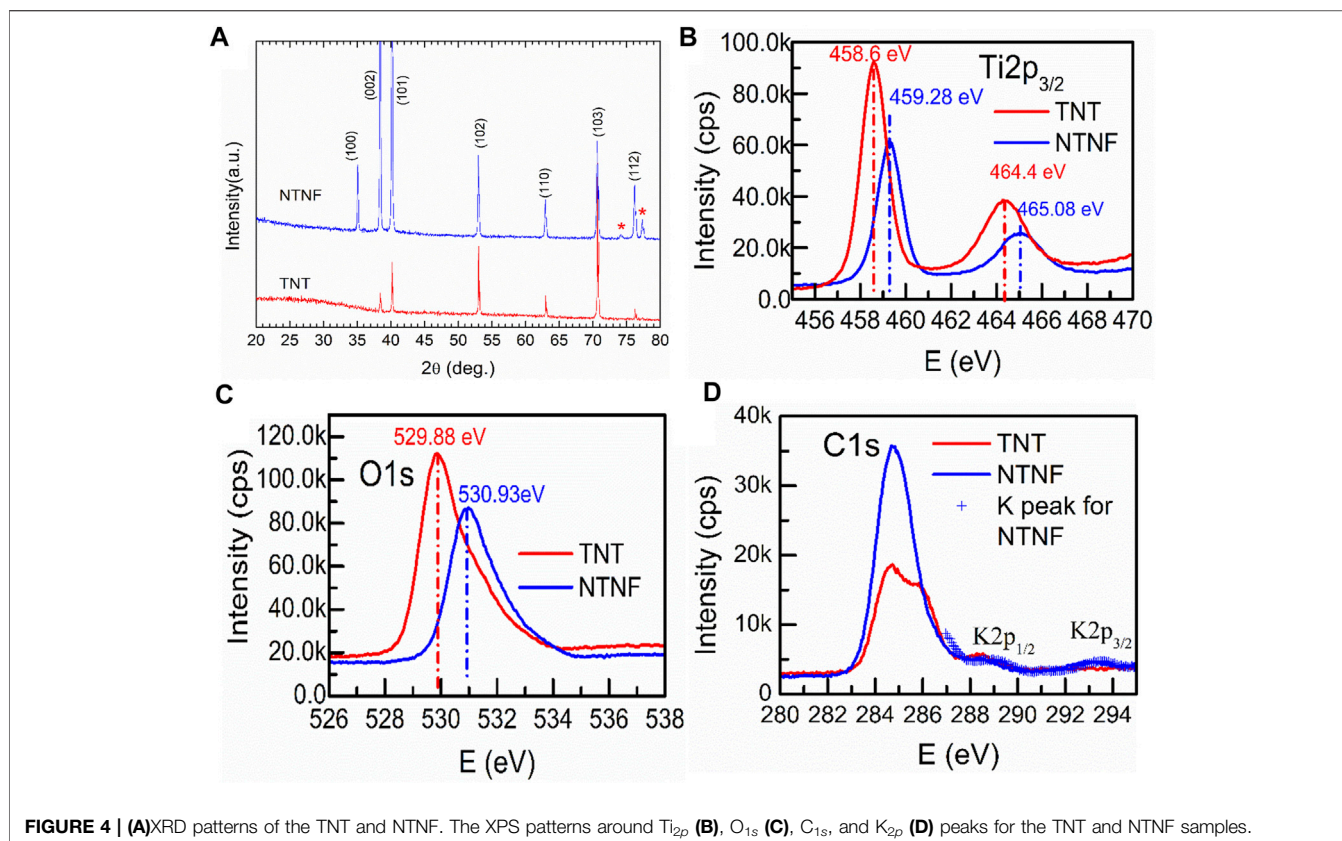 A
(100)
(002)
(101)
(102)
(110)
(103)
(112)
*
*
NTNF
TNT
Intensity(a.u.)
20 25 30 35 40 45 50 55 60 65 70 75 80
2θ (deg.)
B
100.0k
80.0k
60.0k
40.0k
20.0k
0.0
Intensity (cps)
458.6 eV
459.28 eV
Ti2p3/2
TNT
NTNF
464.4 eV
465.08 eV
456 458 460 462 464 466 468 470
E (eV)
C
120.0k
100.0k
80.0k
60.0k
40.0k
20.0k
0.0
Intensity (cps)
529.88 eV
O1s
530.93eV
TNT
NTNF
526 528 530 532 534 536 538
E (eV)
D
40k
30k
20k
10k
0
Intensity (cps)
C1s
TNT
NTNF
+ K peak for
NTNF
K2p1/2
K2p3/2
280 282 284 286 288 290 292 294
E (eV)
FIGURE 4 | (A)XRD patterns of the TNT and NTNF. The XPS patterns around Ti2p (B), O1s (C), C1s, and K2p (D) peaks for the TNT and NTNF samples.